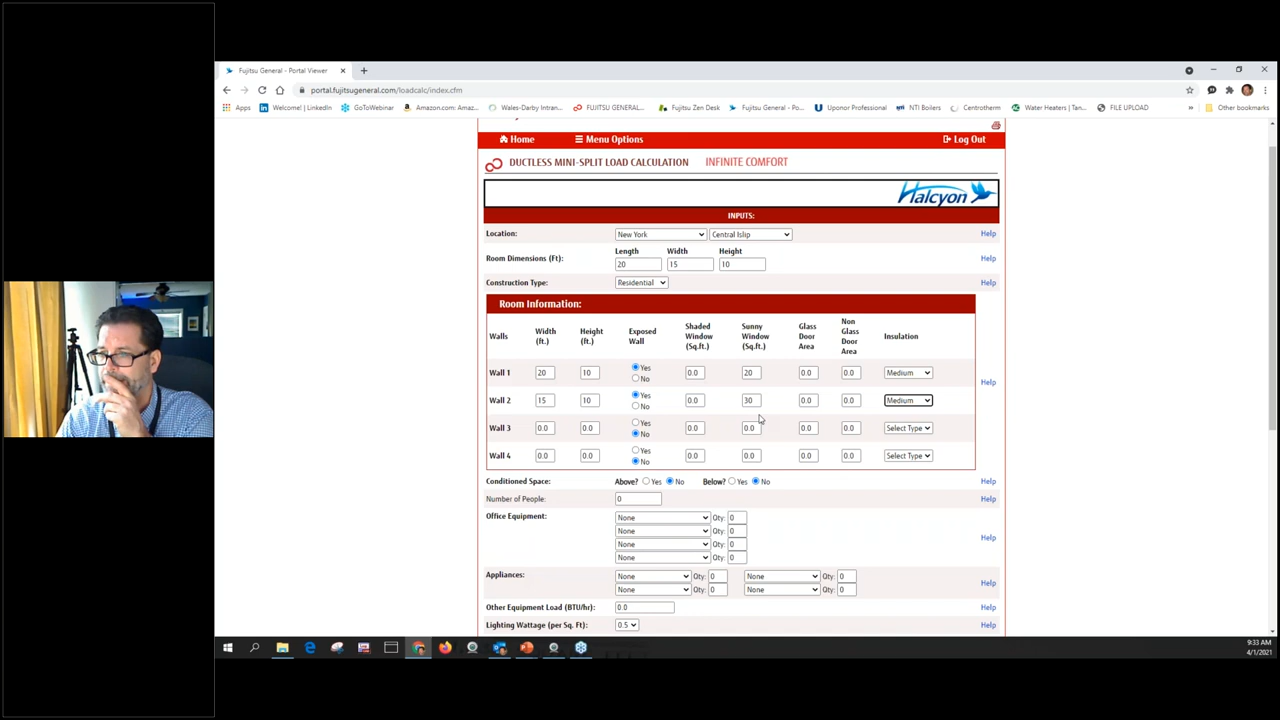 Fujitsu General - Portal Viewer
portal.fujitsugeneral.com/loadcalc/index.cfm
Apps Welcome! | LinkedIn GoToWebinar Amazon.com: Amaz... Wales-Darby Intran... FUJITSU GENERAL... Fujitsu Zen Desk Fujitsu General - Po... Uponor Professional NTI Boilers Centrotherm Water Heaters | Tan... FILE UPLOAD » Other bookmarks
Home Menu Options Log Out
DUCTLESS MINI-SPLIT LOAD CALCULATION INFINITE COMFORT
Halcyon
INPUTS:
Location: New York Central Islip Help
Length Width Height
Room Dimensions (Ft): 20 15 10 Help
Construction Type: Residential Help
Room Information:
Walls Width (ft.) Height (ft.) Exposed Wall Shaded Window (Sq.ft.) Sunny Window (Sq.ft.) Glass Door Area Non Glass Door Area Insulation
Wall 1 20 10 Yes No 0.0 20 0.0 0.0 Medium
Help
Wall 2 15 10 Yes No 0.0 30 0.0 0.0 Medium
Wall 3 0.0 0.0 Yes No 0.0 0.0 0.0 0.0 Select Type
Wall 4 0.0 0.0 Yes No 0.0 0.0 0.0 0.0 Select Type
Conditioned Space: Above? Yes No Below? Yes No Help
Number of People: 0 Help
Office Equipment: None Qty: 0
None Qty: 0
Help
None Qty: 0
None Qty: 0
Appliances: None Qty: 0 None Qty: 0
Help
None Qty: 0 None Qty: 0
Other Equipment Load (BTU/hr): 0.0 Help
Lighting Wattage (per Sq. Ft): 0.5 Help
9:33 AM
4/1/2021